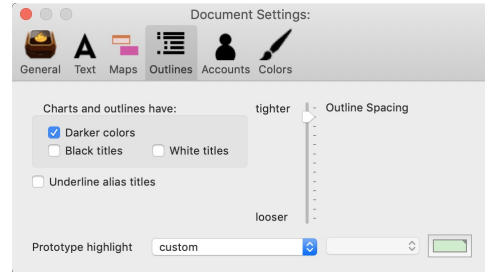 Document Settings:
General Text Maps Outlines Accounts Colors
Charts and outlines have:
Darker colors
Black titles White titles
Underline alias titles
tighter Outline Spacing
looser
Prototype highlight custom